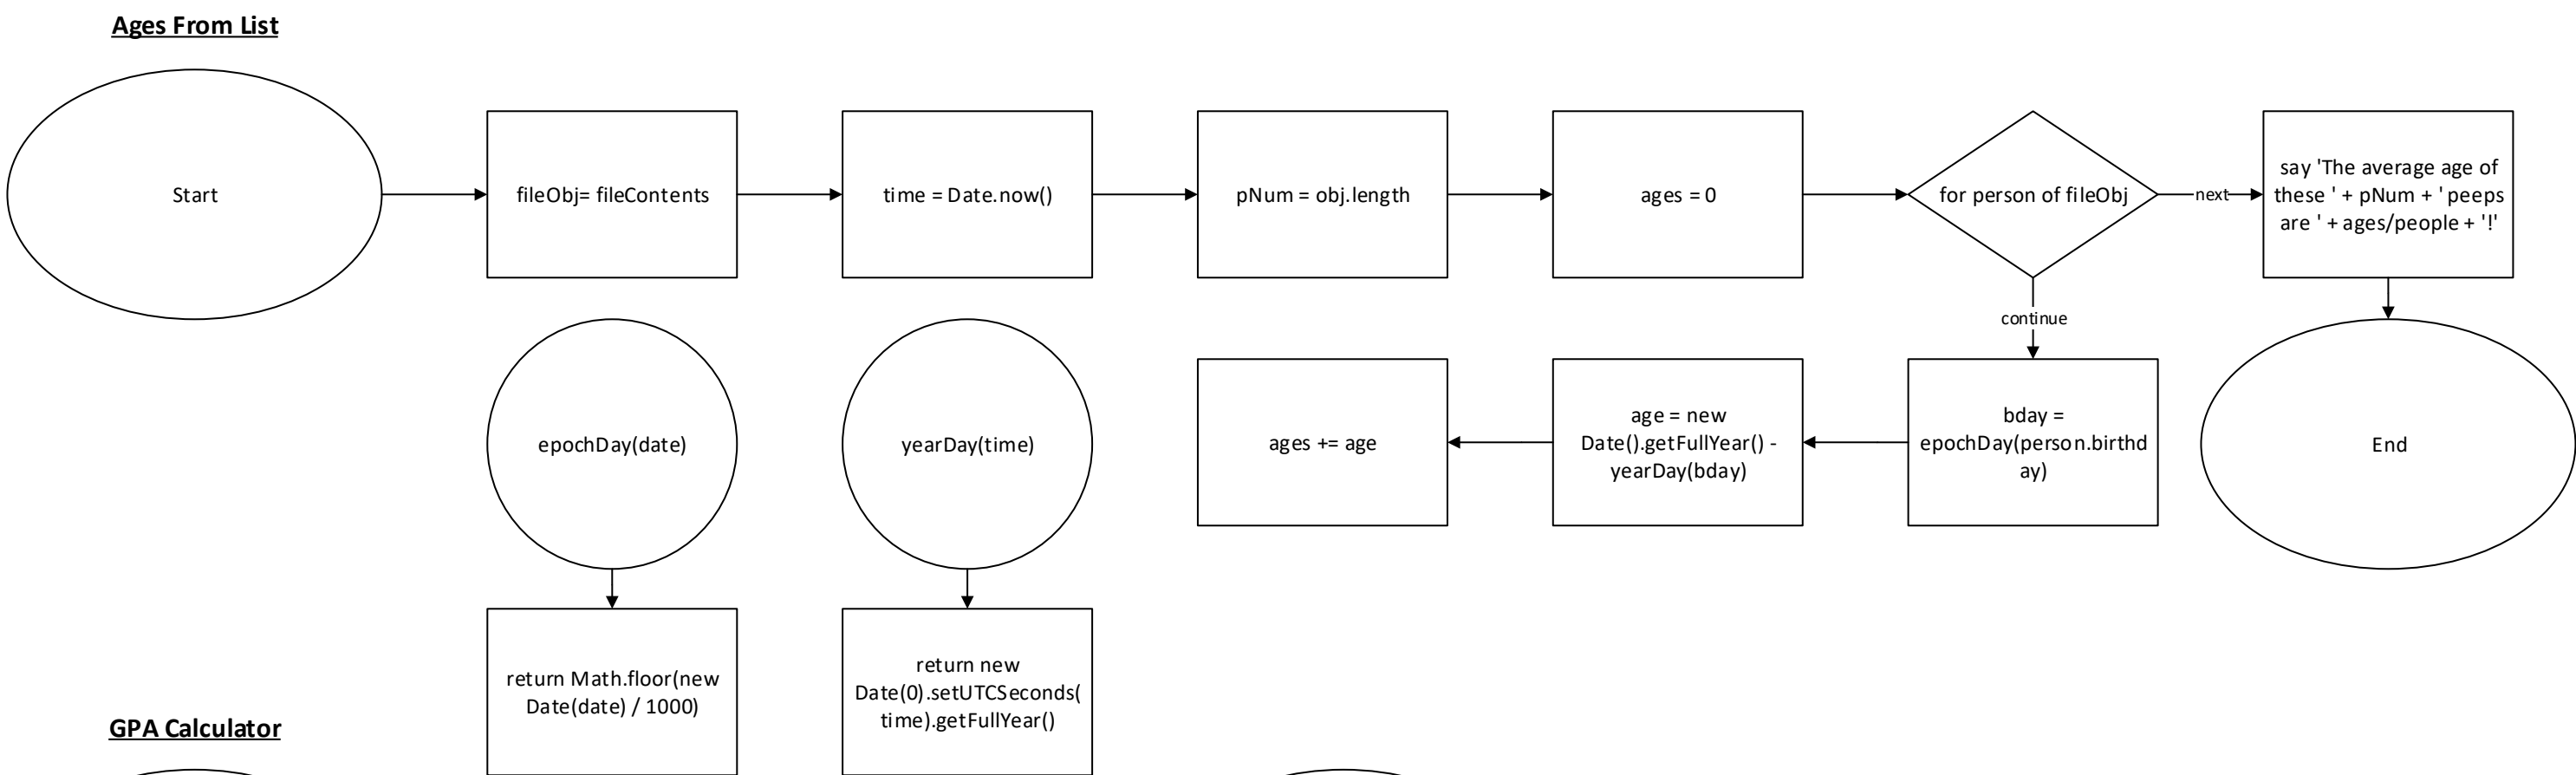 Ages From List
Start
fileObj= fileContents
time = Date.now()
pNum = obj.length
ages = 0
for person of fileObj
next
say 'The average age of
these ' + pNum + ' peeps
are ' + ages/people + '!'
continue
epochDay(date)
yearDay(time)
ages += age
age = new
Date().getFullYear() -
yearDay(bday)
bday =
epochDay(person.birthd
ay)
End
return Math.floor(new
Date(date) / 1000)
return new
Date(0).setUTCSeconds(
time).getFullYear()
GPA Calculator